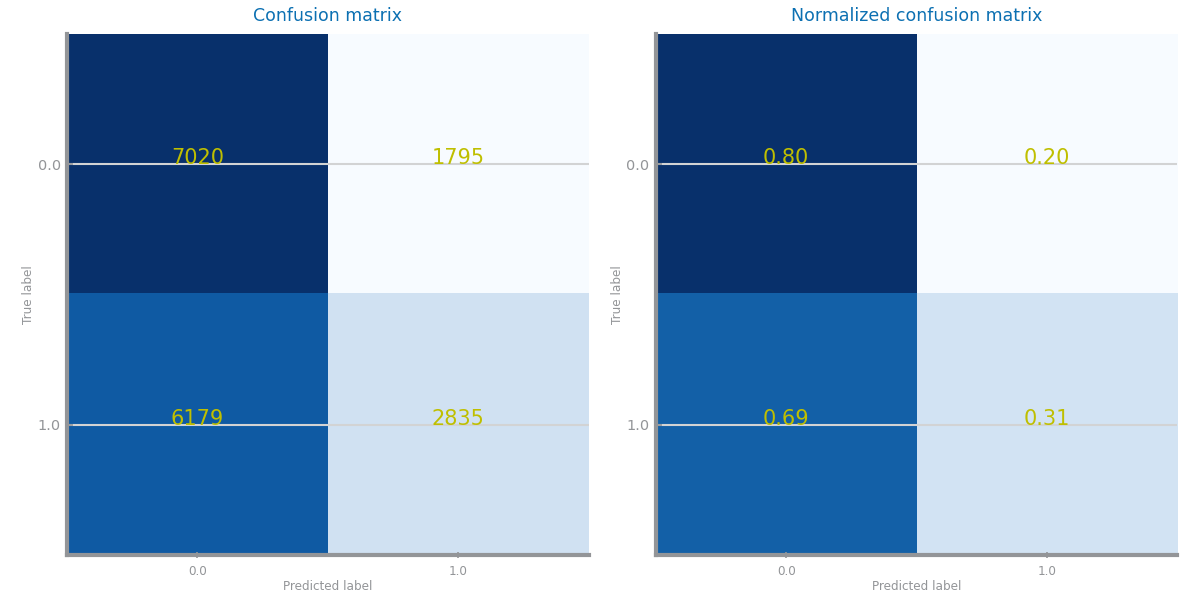 Confusion matrix
True label
0.0
7020 1795
1.0
6179 2835
0.0 1.0
Predicted label
Normalized confusion matrix
True label
0.0
0.80 0.20
1.0
0.69 0.31
0.0 1.0
Predicted label